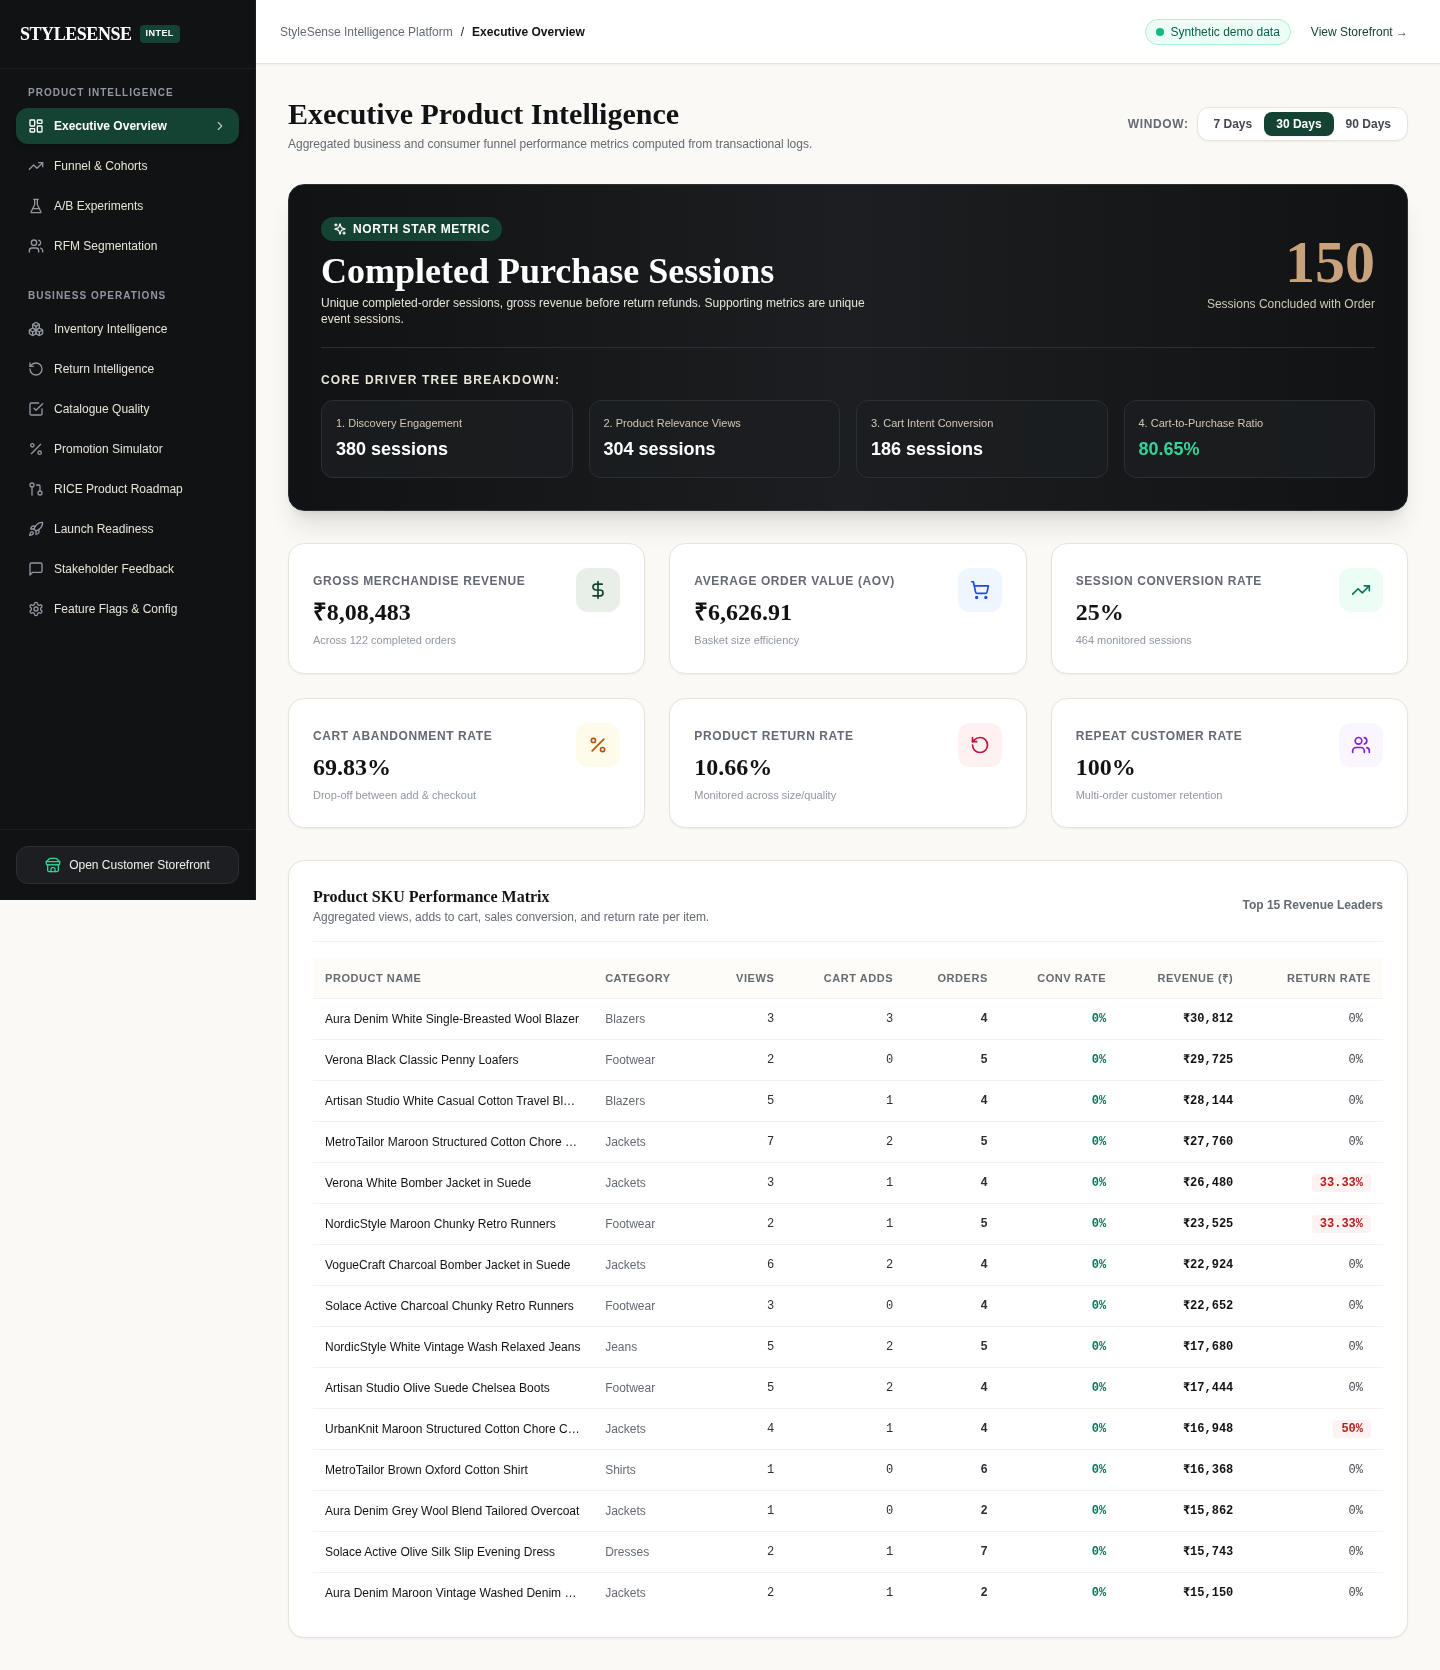 STYLESENSE INTEL
PRODUCT INTELLIGENCE
Executive Overview
Funnel & Cohorts
A/B Experiments
RFM Segmentation
BUSINESS OPERATIONS
Inventory Intelligence
Return Intelligence
Catalogue Quality
Promotion Simulator
RICE Product Roadmap
Launch Readiness
Stakeholder Feedback
Feature Flags & Config
Open Customer Storefront
StyleSense Intelligence Platform / Executive Overview
Synthetic demo data
View Storefront →
Executive Product Intelligence
Aggregated business and consumer funnel performance metrics computed from transactional logs.
WINDOW: 7 Days 30 Days 90 Days
NORTH STAR METRIC
Completed Purchase Sessions
Unique completed-order sessions, gross revenue before return refunds. Supporting metrics are unique
event sessions.
150
Sessions Concluded with Order
CORE DRIVER TREE BREAKDOWN:
1. Discovery Engagement
380 sessions
2. Product Relevance Views
304 sessions
3. Cart Intent Conversion
186 sessions
4. Cart-to-Purchase Ratio
80.65%
GROSS MERCHANDISE REVENUE
₹8,08,483
Across 122 completed orders
AVERAGE ORDER VALUE (AOV)
₹6,626.91
Basket size efficiency
SESSION CONVERSION RATE
25%
464 monitored sessions
CART ABANDONMENT RATE
69.83%
Drop-off between add & checkout
PRODUCT RETURN RATE
10.66%
Monitored across size/quality
REPEAT CUSTOMER RATE
100%
Multi-order customer retention
Product SKU Performance Matrix
Aggregated views, adds to cart, sales conversion, and return rate per item.
Top 15 Revenue Leaders
PRODUCT NAME CATEGORY VIEWS CART ADDS ORDERS CONV RATE REVENUE (₹) RETURN RATE
Aura Denim White Single-Breasted Wool Blazer Blazers 3 3 4 0% ₹30,812 0%
Verona Black Classic Penny Loafers Footwear 2 0 5 0% ₹29,725 0%
Artisan Studio White Casual Cotton Travel Bl... Blazers 5 1 4 0% ₹28,144 0%
MetroTailor Maroon Structured Cotton Chore ... Jackets 7 2 5 0% ₹27,760 0%
Verona White Bomber Jacket in Suede Jackets 3 1 4 0% ₹26,480 33.33%
NordicStyle Maroon Chunky Retro Runners Footwear 2 1 5 0% ₹23,525 33.33%
VogueCraft Charcoal Bomber Jacket in Suede Jackets 6 2 4 0% ₹22,924 0%
Solace Active Charcoal Chunky Retro Runners Footwear 3 0 4 0% ₹22,652 0%
NordicStyle White Vintage Wash Relaxed Jeans Jeans 5 2 5 0% ₹17,680 0%
Artisan Studio Olive Suede Chelsea Boots Footwear 5 2 4 0% ₹17,444 0%
UrbanKnit Maroon Structured Cotton Chore C... Jackets 4 1 4 0% ₹16,948 50%
MetroTailor Brown Oxford Cotton Shirt Shirts 1 0 6 0% ₹16,368 0%
Aura Denim Grey Wool Blend Tailored Overcoat Jackets 1 0 2 0% ₹15,862 0%
Solace Active Olive Silk Slip Evening Dress Dresses 2 1 7 0% ₹15,743 0%
Aura Denim Maroon Vintage Washed Denim ... Jackets 2 1 2 0% ₹15,150 0%